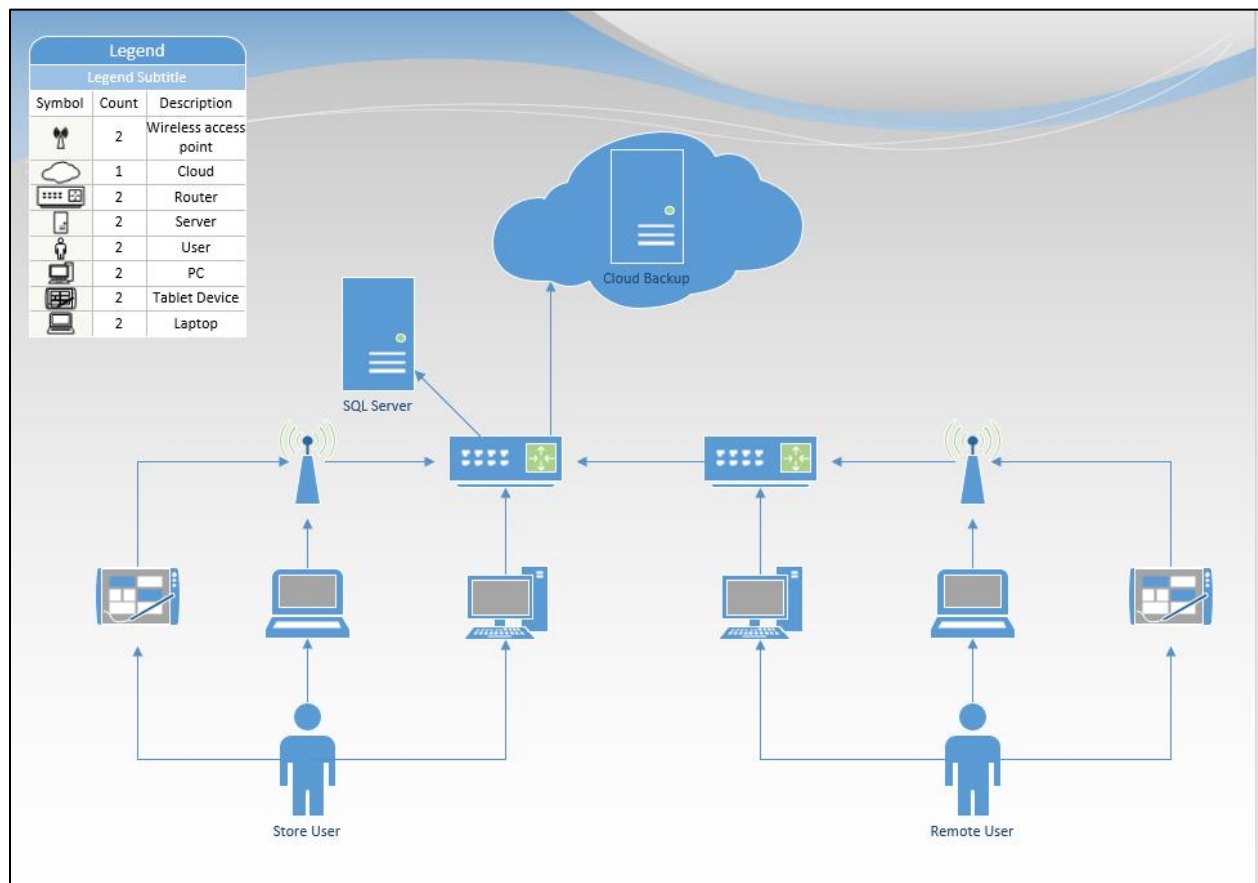 Legend
Legend Subtitle
Symbol Count Description
2 Wireless access
point
1 Cloud
2 Router
2 Server
2 User
2 PC
2 Tablet Device
2 Laptop
Cloud Backup
SQL Server
Store User
Remote User